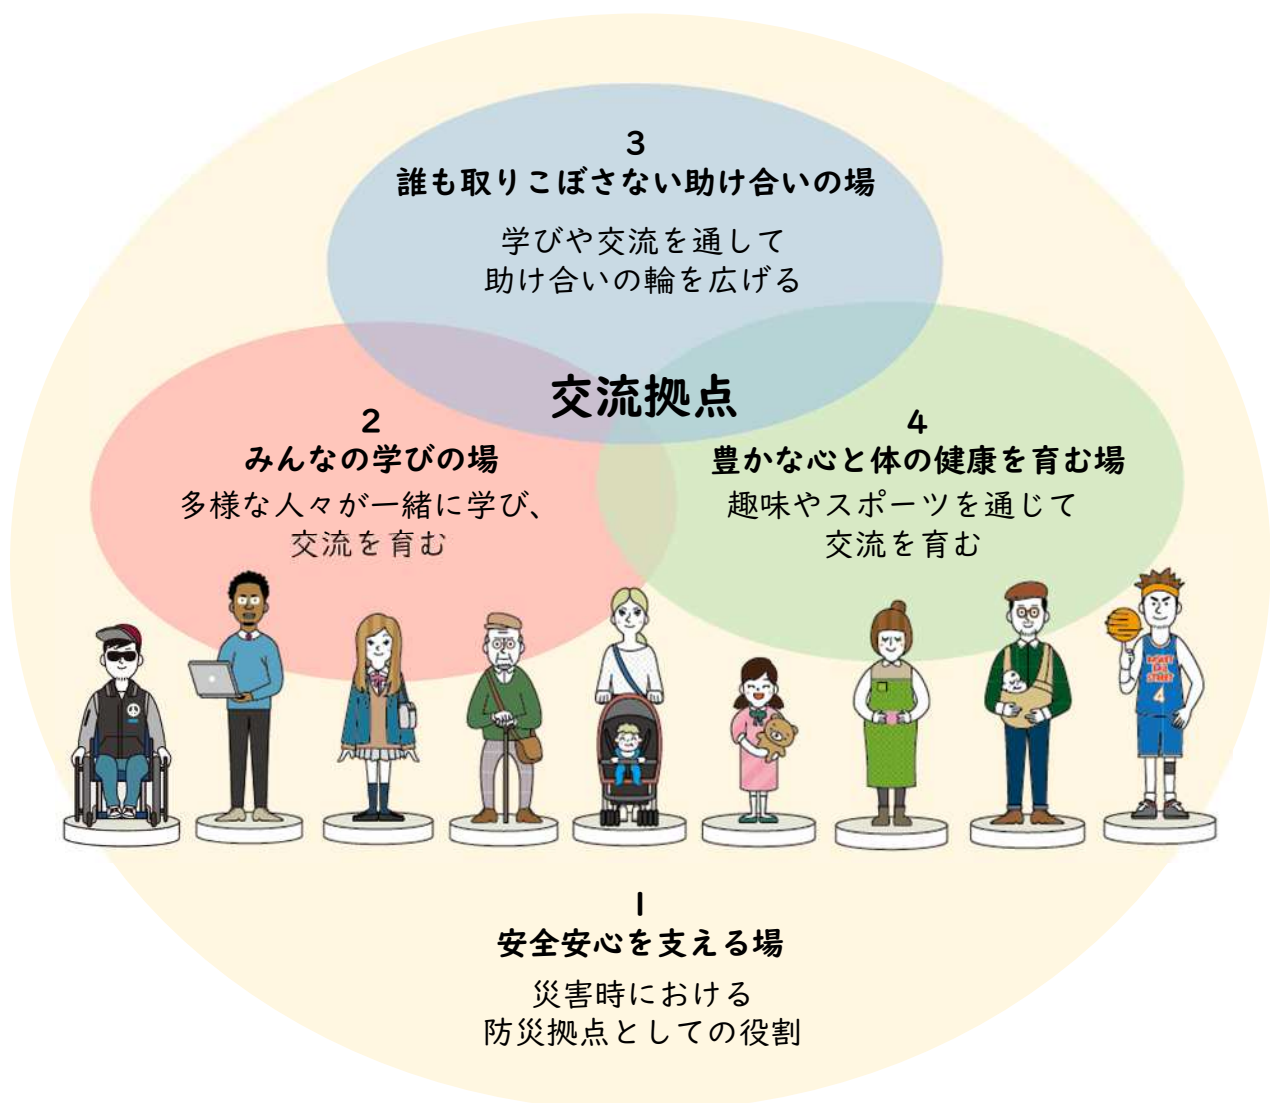 3
誰も取りこぼさない助け合いの場
学びや交流を通して
助け合いの輪を広げる
交流拠点
2
みんなの学びの場
多様な人々が一緒に学び、
交流を育む
4
豊かな心と体の健康を育む場
趣味やスポーツを通じて
交流を育む
4
1
安全安心を支える場
災害時における
防災拠点としての役割